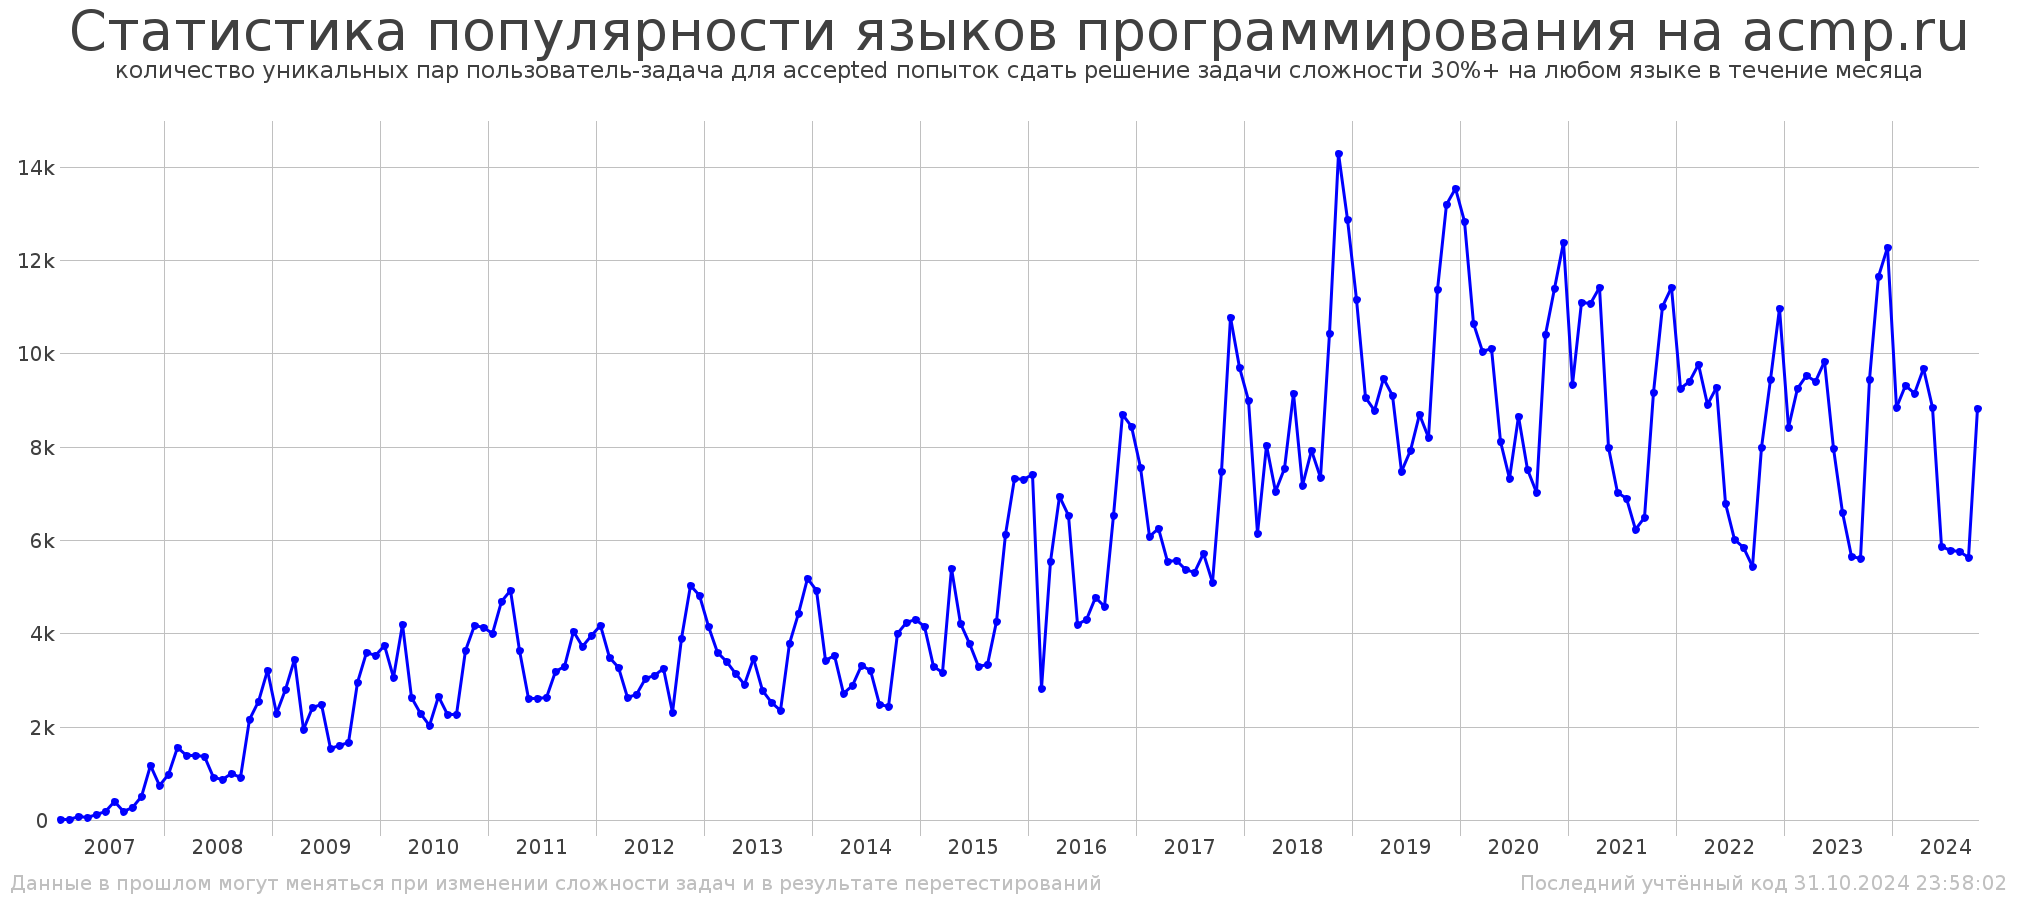 Статистика популярности языков программирования на acmp.ru
количество уникальных пар пользователь-задача для accepted попыток сдать решение задачи сложности 30%+ на любом языке в течение месяца
14k
12k
10k
8k
6k
4k
2k
0
2007 2008 2009 2010 2011 2012 2013 2014 2015 2016 2017 2018 2019 2020 2021 2022 2023 2024
Данные в прошлом могут меняться при изменении сложности задач и в результате перетестирований
Последний учтённый код 31.10.2024 23:58:02